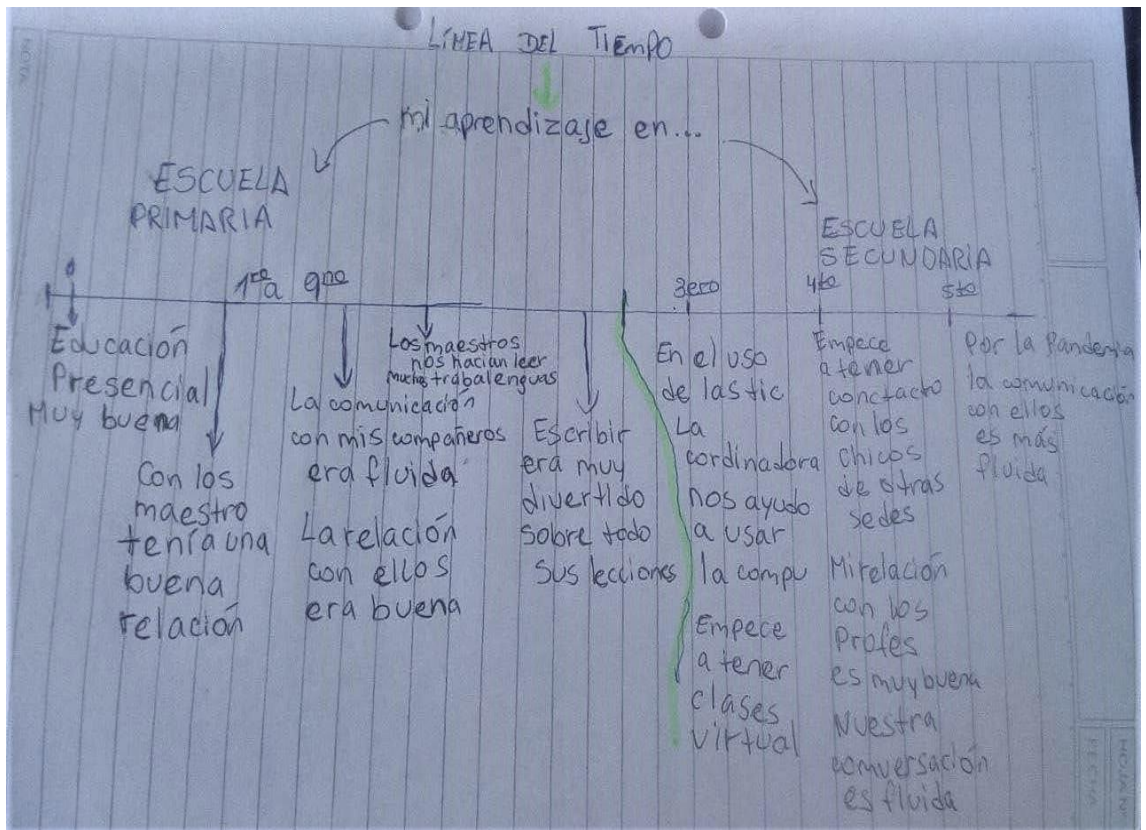 LÍNEA DEL TIEMPO
mi aprendizaje en...
ESCUELA
PRIMARIA
ESCUELA
SECUNDARIA
1ro a 9no
3ero
4to
5to
Educación
Presencial
Muy buena
Con los
maestro
tenía una
buena
relación
La comunicación
con mis compañeros
era fluida
La relación
con ellos
era buena
Los maestros
nos hacian leer
muchos trabalenguas
Escribir
era muy
divertido
sobre todo
sus lecciones
En el uso
de las tic
La
cordinadora
nos ayudo
a usar
la compu
Empece
a tener
clases
virtual
Empece
a tener
conctacto
con los
chicos
de otras
sedes
Mi relación
con los
Profes
es muy buena
Nuestra
comversación
es fluida
Por la Pandemia
la comunicación
con ellos
es más
fluida
NOTA
HOJA N°
FECHA